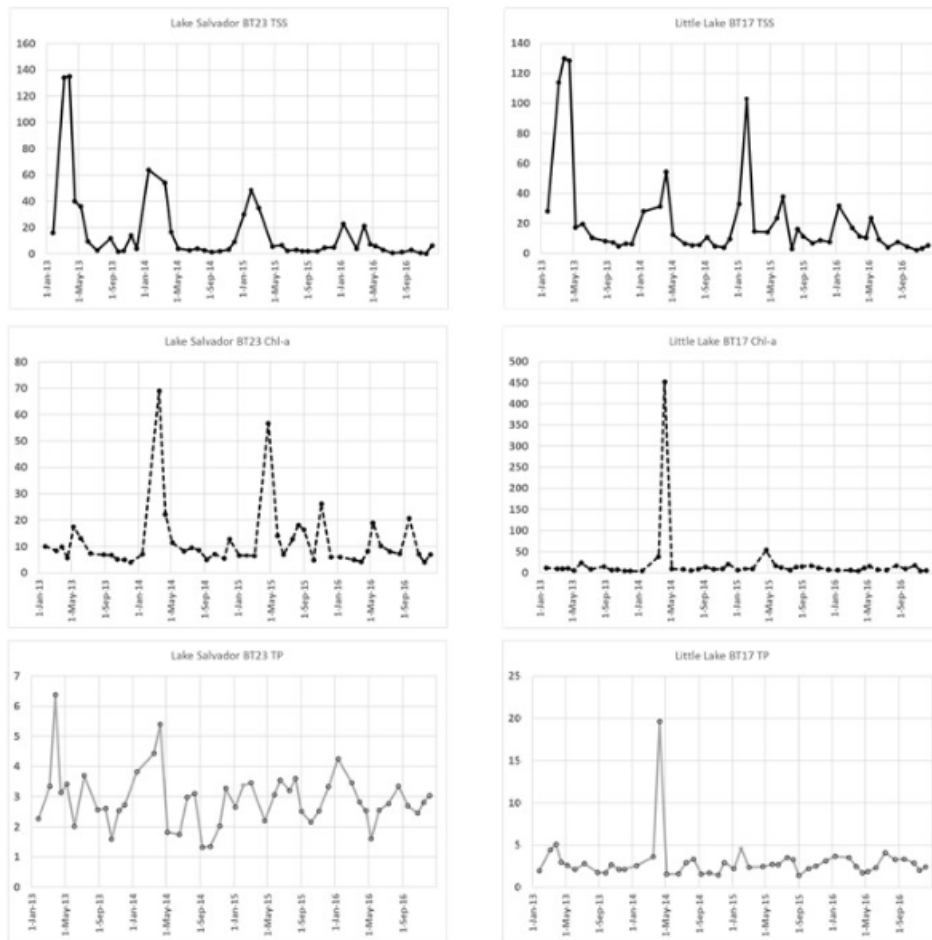 Lake Salvador BT23 TSS
160
140
120
100
80
60
40
20
0
1-Jan-13
1-May-13
1-Sep-13
1-Jan-14
1-May-14
1-Sep-14
1-Jan-15
1-May-15
1-Sep-15
1-Jan-16
1-May-16
1-Sep-16
Little Lake BT17 TSS
140
120
100
80
60
40
20
0
1-Jan-13
1-May-13
1-Sep-13
1-Jan-14
1-May-14
1-Sep-14
1-Jan-15
1-May-15
1-Sep-15
1-Jan-16
1-May-16
1-Sep-16
Lake Salvador BT23 Chl-a
80
70
60
50
40
30
20
10
0
1-Jan-13
1-May-13
1-Sep-13
1-Jan-14
1-May-14
1-Sep-14
1-Jan-15
1-May-15
1-Sep-15
1-Jan-16
1-May-16
1-Sep-16
Little Lake BT17 Chl-a
500
450
400
350
300
250
200
150
100
50
0
1-Jan-13
1-May-13
1-Sep-13
1-Jan-14
1-May-14
1-Sep-14
1-Jan-15
1-May-15
1-Sep-15
1-Jan-16
1-May-16
1-Sep-16
Lake Salvador BT23 TP
7
6
5
4
3
2
1
0
1-Jan-13
1-May-13
1-Sep-13
1-Jan-14
1-May-14
1-Sep-14
1-Jan-15
1-May-15
1-Sep-15
1-Jan-16
1-May-16
1-Sep-16
Little Lake BT17 TP
25
20
15
10
5
0
1-Jan-13
1-May-13
1-Sep-13
1-Jan-14
1-May-14
1-Sep-14
1-Jan-15
1-May-15
1-Sep-15
1-Jan-16
1-May-16
1-Sep-16